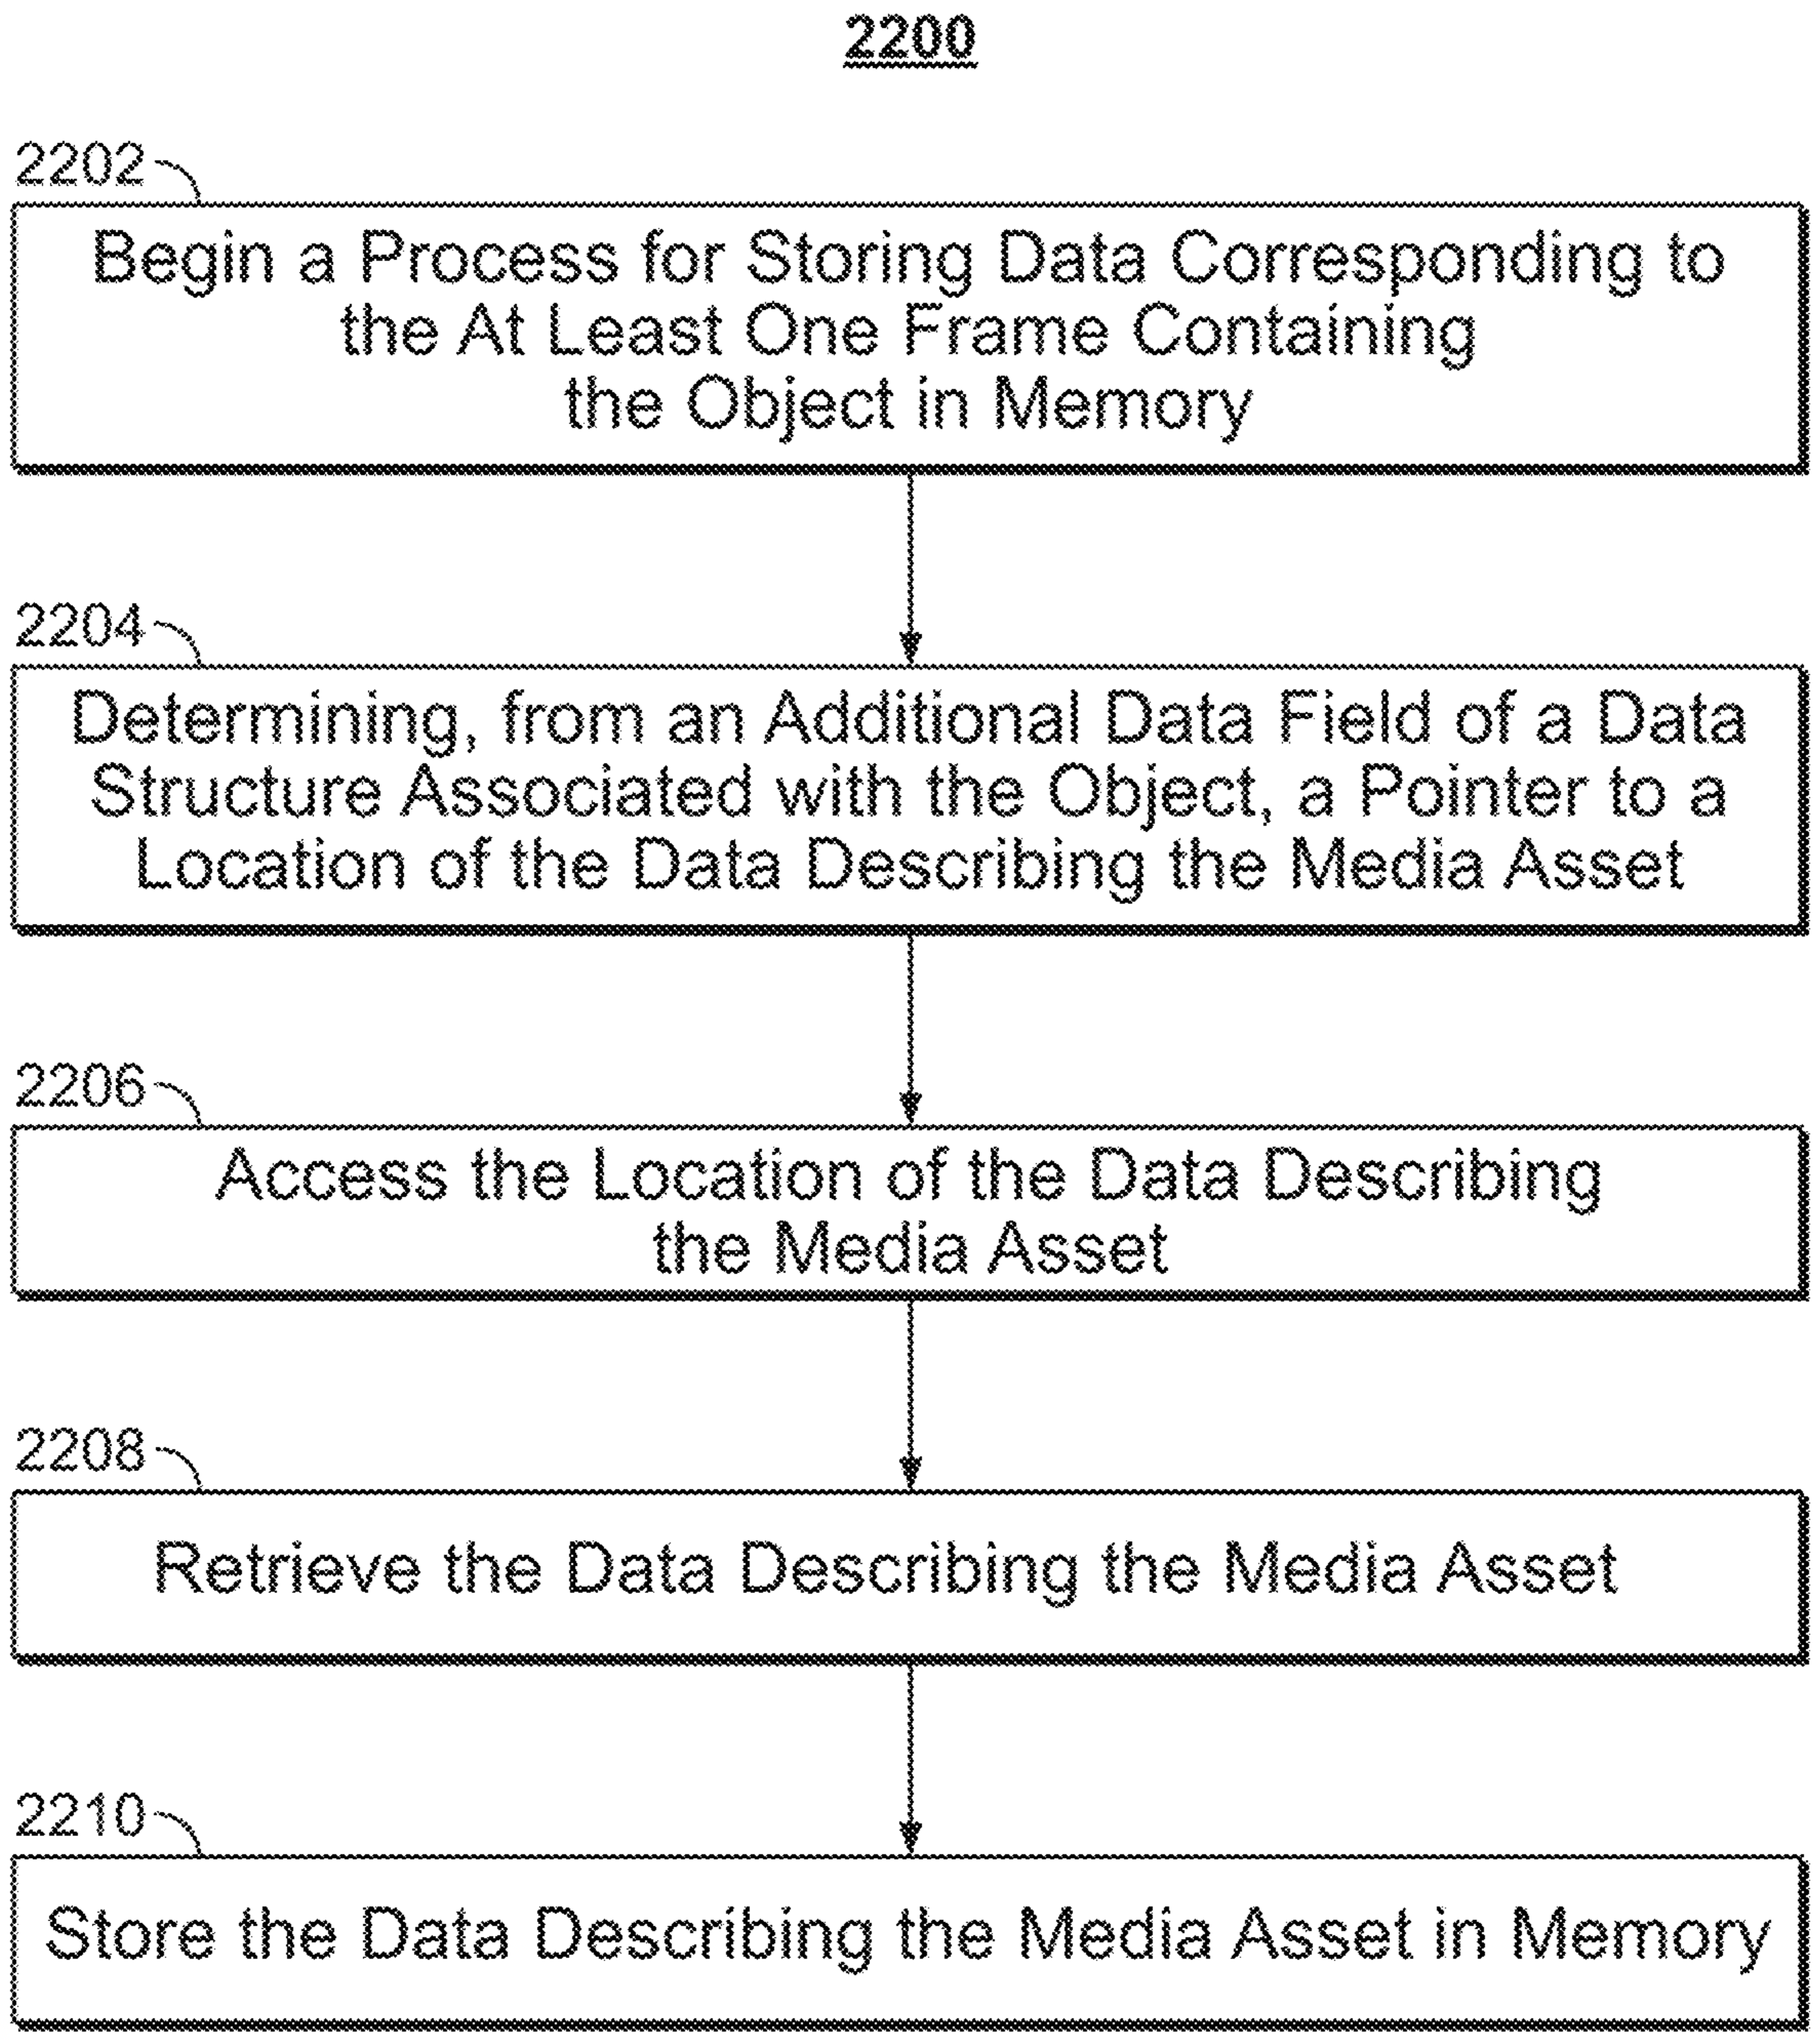 2200
2202
Begin a Process for Storing Data Corresponding to
the At Least One Frame Containing
the Object in Memory
2204
Determining, from an Additional Data Field of a Data
Structure Associated with the Object, a Pointer to a
Location of the Data Describing the Media Asset
2206
Access the Location of the Data Describing
the Media Asset
2208
Retrieve the Data Describing the Media Asset
2210
Store the Data Describing the Media Asset in Memory